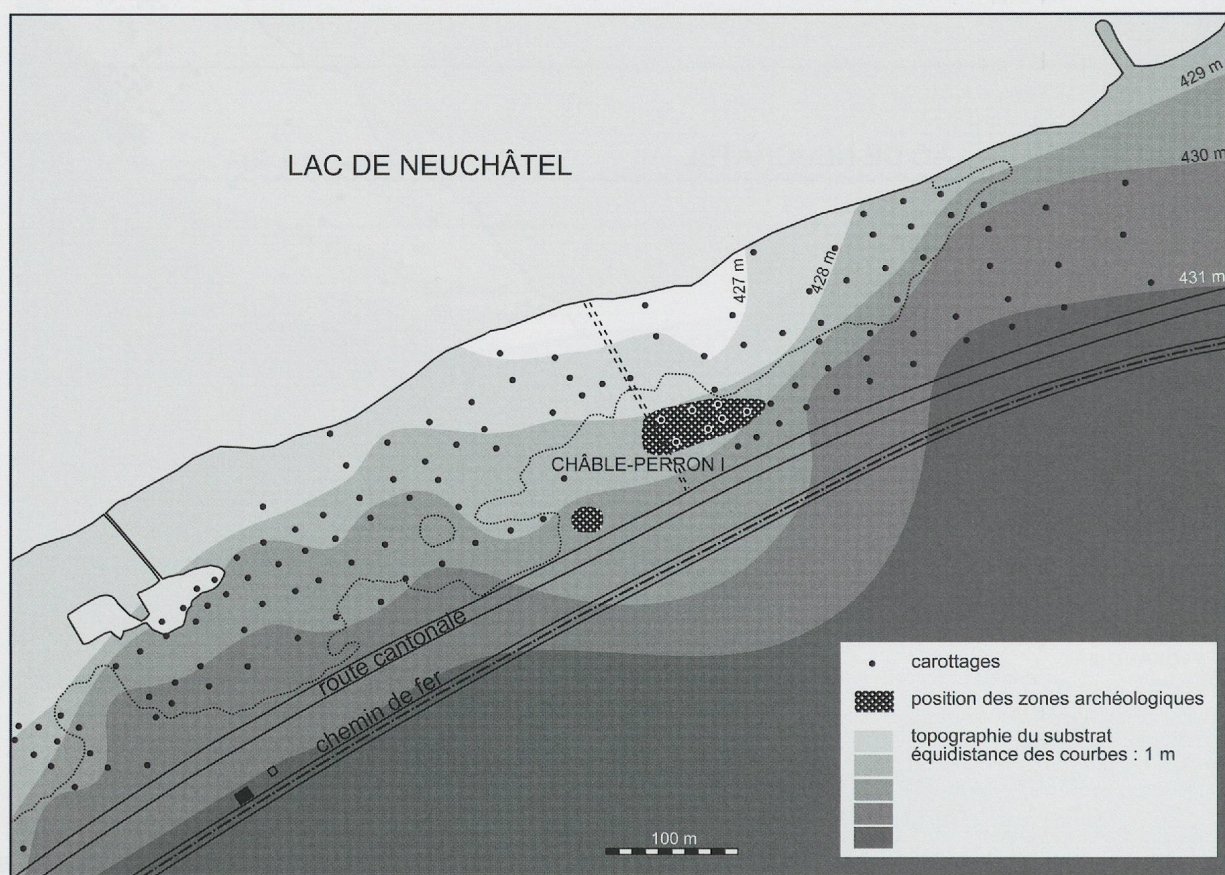 LAC DE NEUCHÂTEL
429 m
430 m
431 m
427 m
428 m
CHÂBLE-PERRON I
route cantonale
chemin de fer
carottages
position des zones archéologiques
topographie du substrat
équidistance des courbes : 1 m
100 m